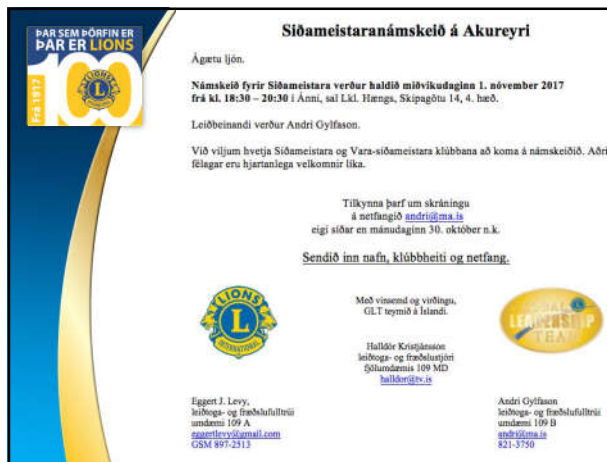 ÞAR SEM ÞÖRFIN ER
ÞAR ER LIONS
Frá 1917
100
L
Siðameistaranámskeið á Akureyri
Ágætu ljón.
Námskeið fyrir Siðameistara verður haldið miðvikudaginn 1. nóvember 2017
frá kl. 18:30 – 20:30 í Ánni, sal Lkl. Hængs, Skipagötu 14, 4. hæð.
Leiðbeinandi verður Andri Gylfason.
Við viljum hvetja Siðameistara og Vara-siðameistara klúbbana að koma á námskeiðið. Aðri
félagar eru hjartanlega velkomnir líka.
Tilkynna þarf um skráningu
á netfangið andri@ma.is
eigi síðar en mánudaginn 30. október n.k.
Sendið inn nafn, klúbbheiti og netfang.
LIONS
L
INTERNATIONAL
Með vinsemd og virðingu,
GLT teymið á Íslandi.
LEADERSHIP
TEAM
Halldór Kristjánsson
leiðtoga- og fræðslustjóri
fjölumdæmis 109 MD
halldor@tv.is
Eggert J. Levy,
leiðtoga- og fræðslufulltrúi
umdæmi 109 A
eggertlevy@gmail.com
GSM 897-2513
Andri Gylfason
leiðtoga- og fræðslufulltrúi
umdæmi 109 B
andri@ma.is
821-3750